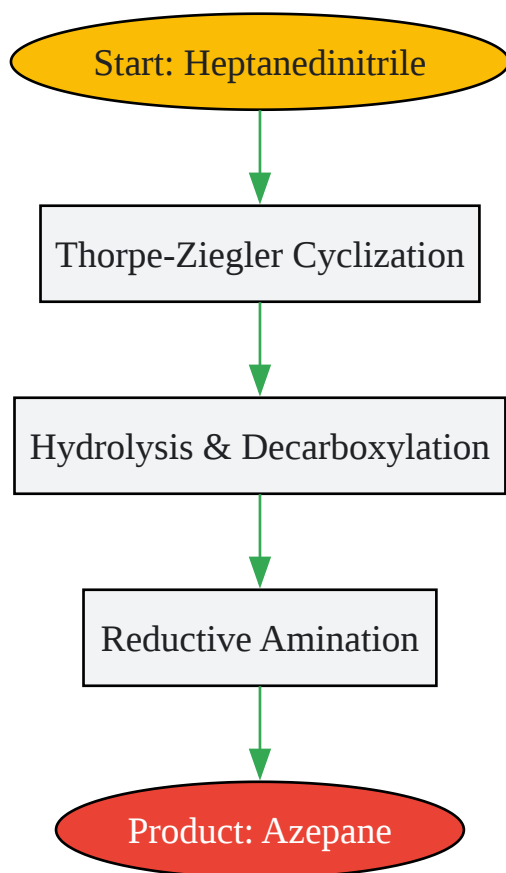 Start: Heptanedinitrile
Thorpe-Ziegler Cyclization
Hydrolysis & Decarboxylation
Reductive Amination
Product: Azepane